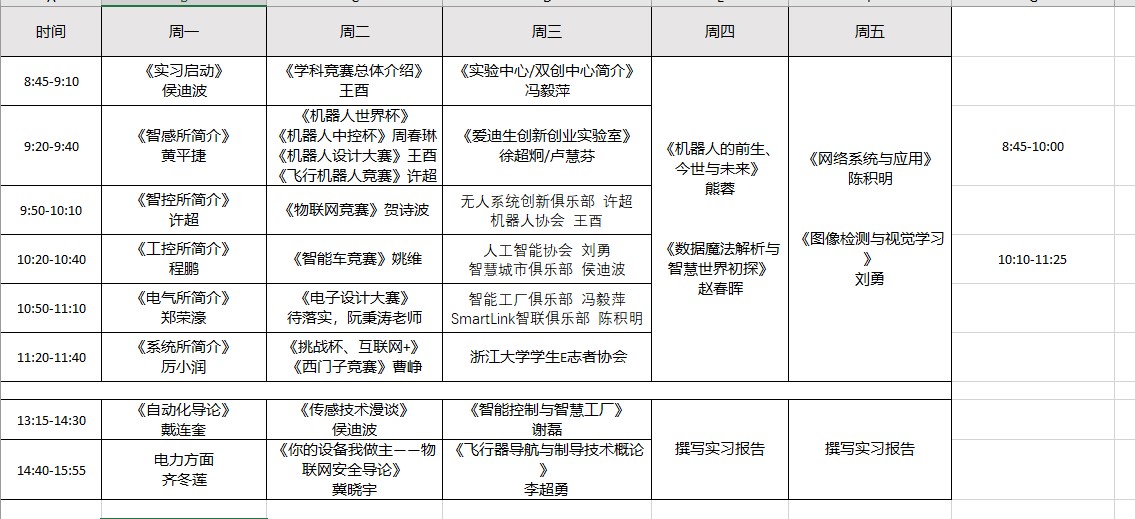 时间 周一 周二 周三 周四 周五
8:45-9:10
《实习启动》
侯迪波
《学科竞赛总体介绍》
王酉
《实验中心/双创中心简介》
冯毅萍
9:20-9:40
《智感所简介》
黄平捷
《机器人世界杯》
《机器人中控杯》周春琳
《机器人设计大赛》王酉
《飞行机器人竞赛》许超
《爱迪生创新创业实验室》
徐超炯/卢慧芬
9:50-10:10
《智控所简介》
许超
《物联网竞赛》贺诗波
无人系统创新俱乐部 许超
机器人协会 王酉
10:20-10:40
《工控所简介》
程鹏
《智能车竞赛》姚维
人工智能协会 刘勇
智慧城市俱乐部 侯迪波
10:50-11:10
《电气所简介》
郑荣濠
《电子设计大赛》
待落实，阮秉涛老师
智能工厂俱乐部 冯毅萍
SmartLink智联俱乐部 陈积明
11:20-11:40
《系统所简介》
厉小润
《挑战杯、互联网+》
《西门子竞赛》曹峥
浙江大学学生E志者协会
《机器人的前生、
今世与未来》
熊蓉
《数据魔法解析与
智慧世界初探》
赵春晖
《网络系统与应用》
陈积明
《图像检测与视觉学习
》
刘勇
8:45-10:00
10:10-11:25
13:15-14:30
《自动化导论》
戴连奎
《传感技术漫谈》
侯迪波
《智能控制与智慧工厂》
谢磊
14:40-15:55
电力方面
齐冬莲
《你的设备我做主——物
联网安全导论》
冀晓宇
《飞行器导航与制导技术概论
》
李超勇
撰写实习报告
撰写实习报告